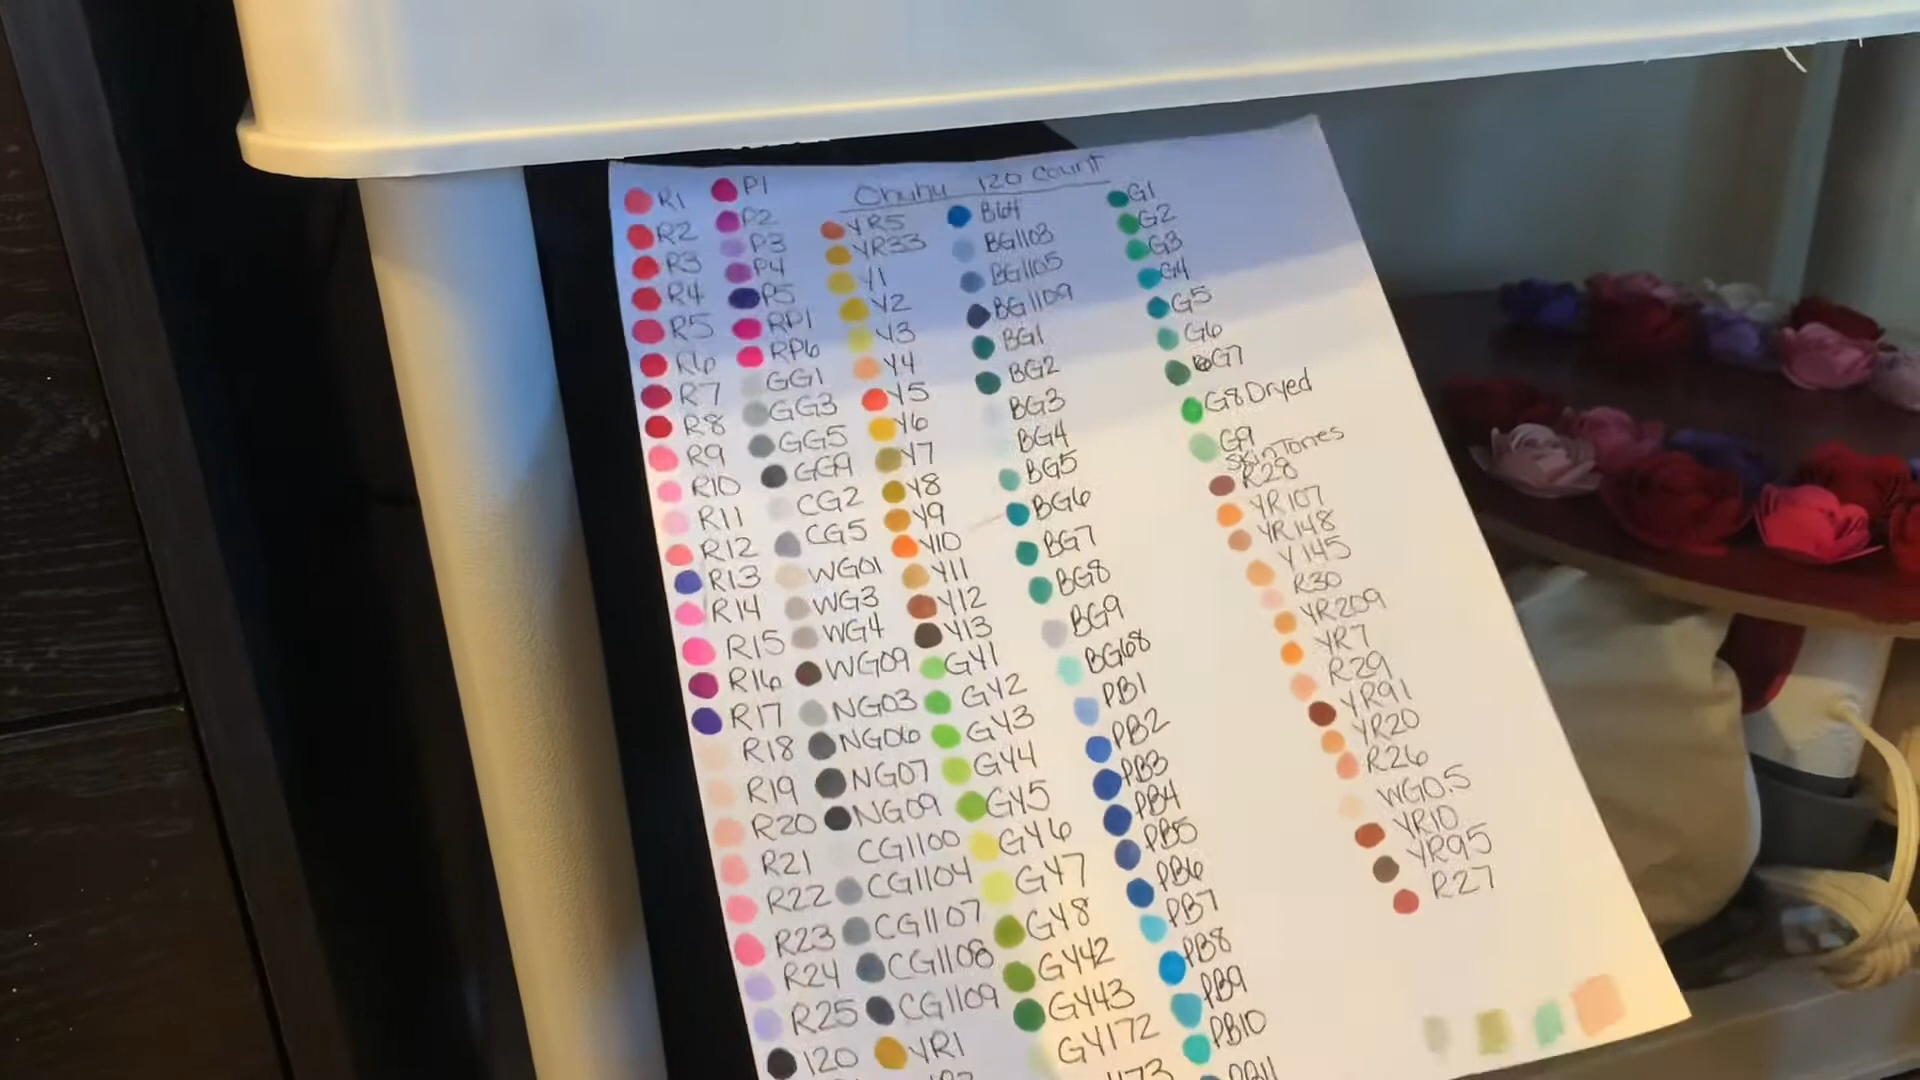 Ohuhu 120 Count
R1
R2
R3
R4
R5
R6
R7
R8
R9
R10
R11
R12
R13
R14
R15
R16
R17
R18
R19
R20
R21
R22
R23
R24
R25
120
P1
P2
P3
P4
P5
RP1
RP6
GG1
GG3
GG5
GG9
CG2
CG5
WG01
WG3
WG4
WG09
NG03
NG06
NG07
NG09
CG1100
CG1104
CG1107
CG1108
CG1109
YR1
YR5
YR33
Y1
Y2
Y3
Y4
Y5
Y6
Y7
Y8
Y9
Y10
Y11
Y12
Y13
GY1
GY2
GY3
GY4
GY5
GY6
GY7
GY8
GY42
GY43
GY172
BG1103
BG1105
BG1109
BG1
BG2
BG3
BG4
BG5
BG6
BG7
BG8
BG9
BG68
PB1
PB2
PB3
PB4
PB5
PB6
PB7
PB8
PB9
PB10
PB11
G1
G2
G3
G4
G5
G6
G7
G8 Dryed
G9
Skin Tones
R28
YR107
YR148
Y145
R30
YR209
YR7
R29
YR91
YR20
R26
WG0.5
YR10
YR95
R27